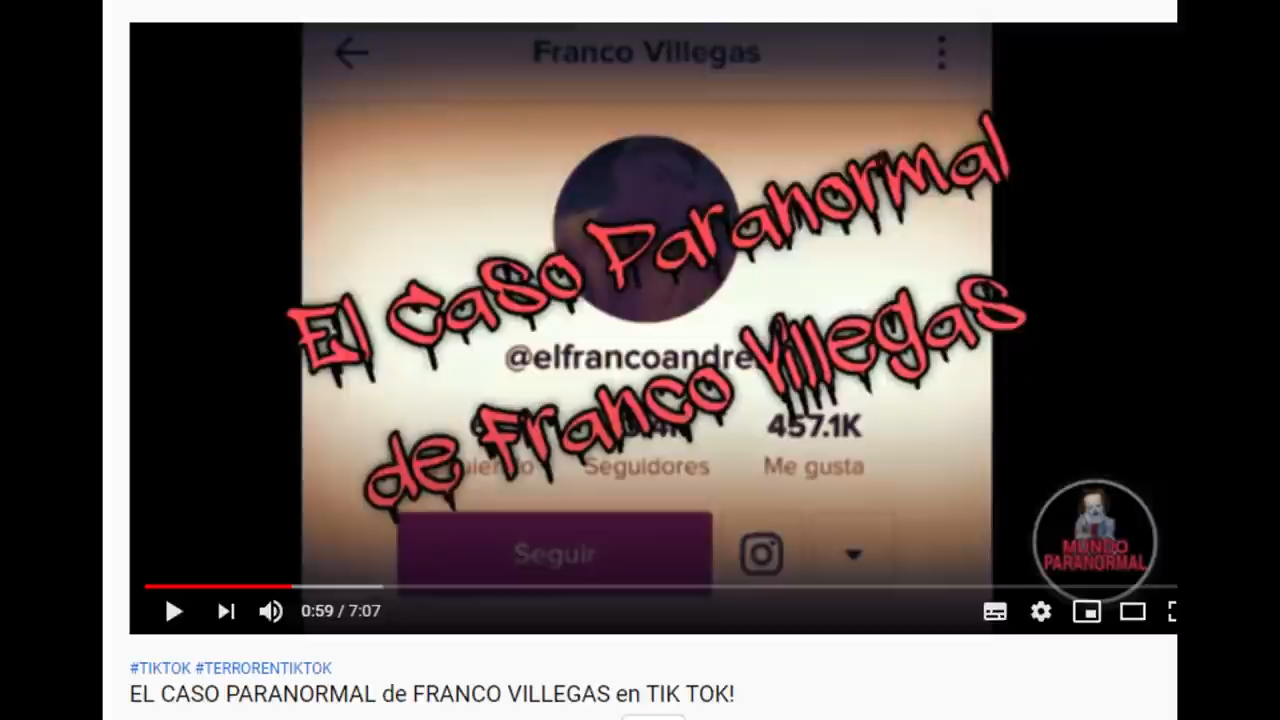 Franco Villegas
El Caso Paranormal
de Franco Villegas
457.1K
Seguidores
Me gusta
Seguir
MUNDO
PARANORMAL
0:59 / 7:07
#TIKTOK #TERRORENTIKTOK
EL CASO PARANORMAL de FRANCO VILLEGAS en TIK TOK!